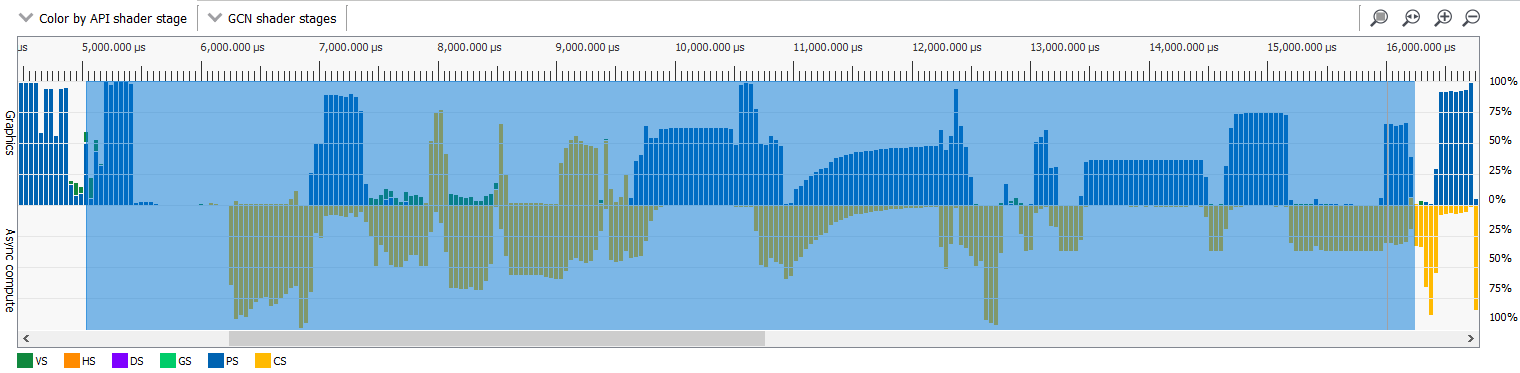 Color by API shader stage GCN shader stages
µs 5,000.000 µs 6,000.000 µs 7,000.000 µs 8,000.000 µs 9,000.000 µs 10,000.000 µs 11,000.000 µs 12,000.000 µs 13,000.000 µs 14,000.000 µs 15,000.000 µs 16,000.000 µs
Graphics
100%
75%
50%
25%
0%
Async compute
25%
50%
75%
100%
VS HS DS GS PS CS